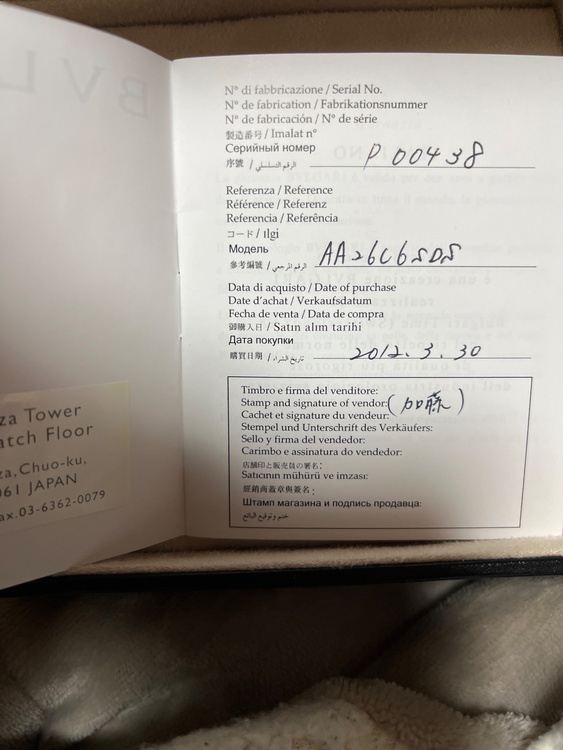 BVL
za Tower
atch Floor
za, Chuo-ku,
061 JAPAN
ax.03-6362-0079
N° di fabbricazione / Serial No.
N° de fabrication / Fabrikationsnummer
N° de fabricación / N° de série
製造番号 / Imalat n°
Серийный номер
序號 / الرقم التسلسلي P 00438
Referenza / Reference
Référence / Referenz
Referencia / Referência
コード / ılgi
Модель
參考編號 / الرقم المرجعي AA26C6SDS
Data di acquisto / Date of purchase
Date d'achat / Verkaufsdatum
Fecha de venta / Data de compra
御購入日 / Satın alım tarihi
Дата покупки
購買日期 / تاريخ الشراء 2012.3.30
Timbro e firma del venditore:
Stamp and signature of vendor: (加藤)
Cachet et signature du vendeur:
Stempel und Unterschrift des Verkäufers:
Sello y firma del vendedor:
Carimbo e assinatura do vendedor:
店舗印と販売員の署名:
Satıcının mühürü ve imzası:
經銷商蓋章與簽名:
Штамп магазина и подпись продавца:
ختم وتوقيع البائع